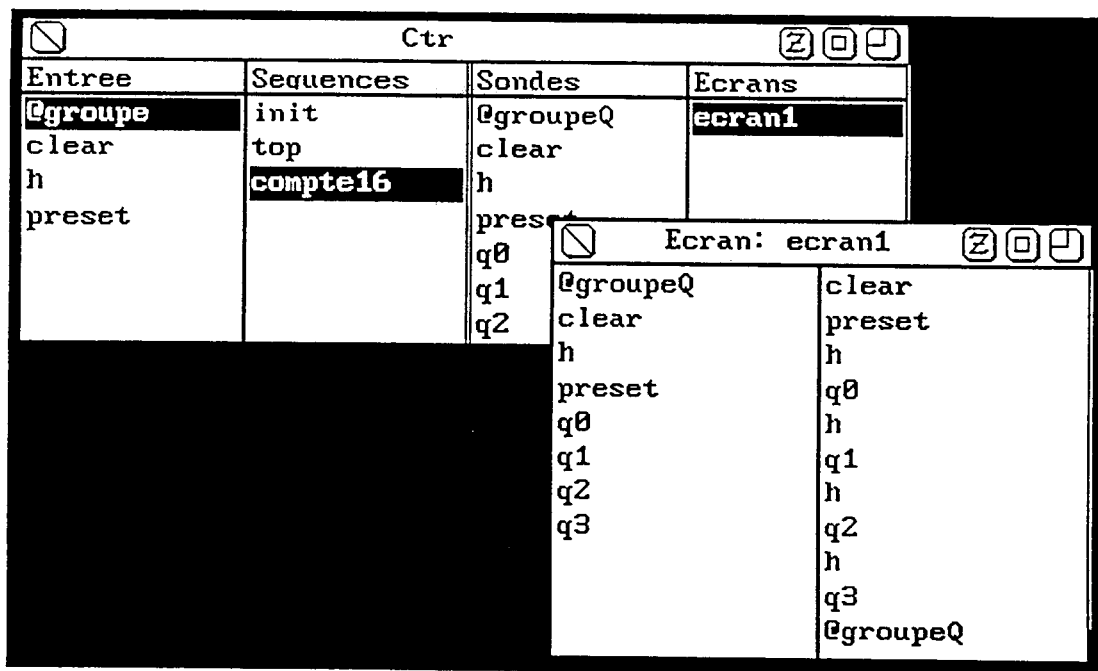 Ctr
Entree Sequences Sondes Ecrans
@groupe init @groupeQ ecran1
clear top clear
h compte16 h
preset
q0
q1
q2
Ecran: ecran1
@groupeQ clear
clear preset
h h
preset q0
q0 h
q1 q1
q2 h
q3 q2
h
q3
@groupeQ